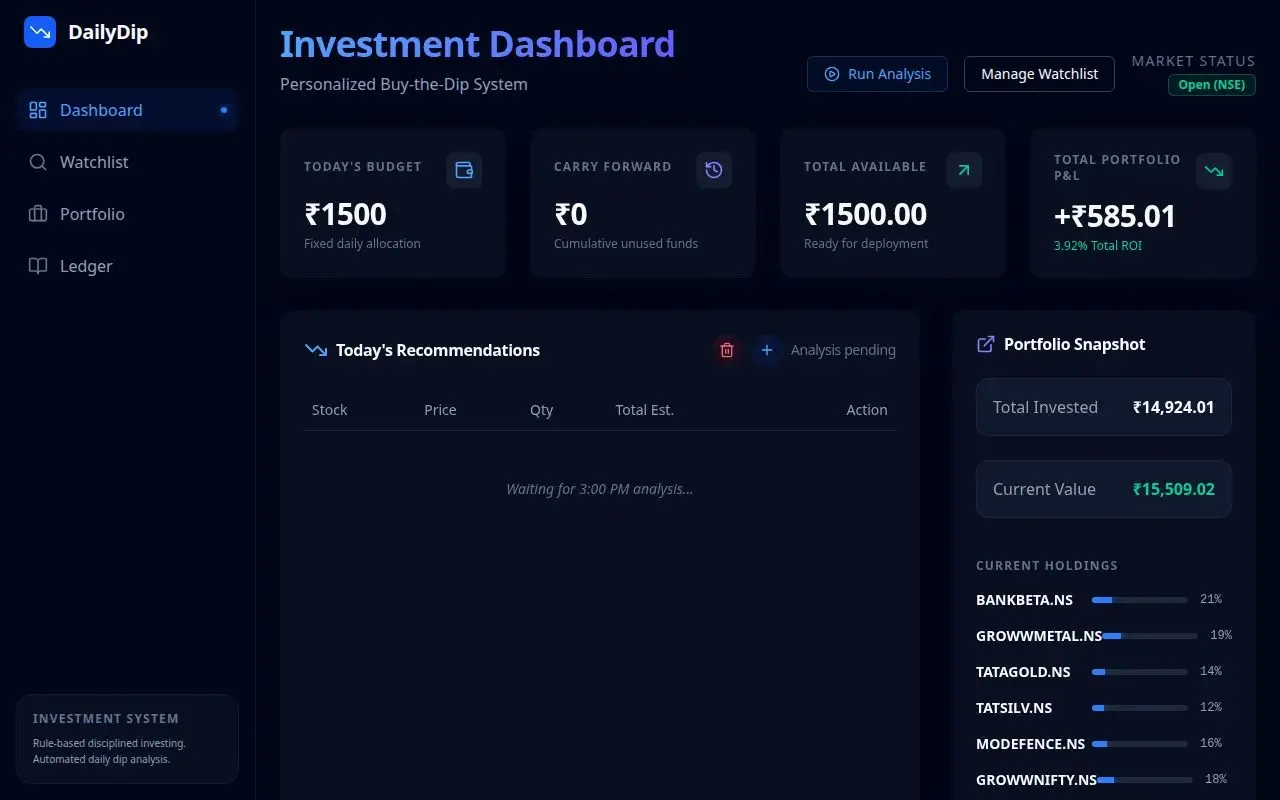 DailyDip
Dashboard
Watchlist
Portfolio
Ledger
INVESTMENT SYSTEM
Rule-based disciplined investing.
Automated daily dip analysis.
Investment Dashboard
Personalized Buy-the-Dip System
Run Analysis
Manage Watchlist
MARKET STATUS
Open (NSE)
TODAY'S BUDGET
₹1500
Fixed daily allocation
CARRY FORWARD
₹0
Cumulative unused funds
TOTAL AVAILABLE
₹1500.00
Ready for deployment
TOTAL PORTFOLIO
P&L
+₹585.01
3.92% Total ROI
Today's Recommendations
Analysis pending
Stock Price Qty Total Est. Action
Waiting for 3:00 PM analysis...
Portfolio Snapshot
Total Invested ₹14,924.01
Current Value ₹15,509.02
CURRENT HOLDINGS
BANKBETA.NS 21%
GROWWMETAL.NS 19%
TATAGOLD.NS 14%
TATSILV.NS 12%
MODEFENCE.NS 16%
GROWWNIFTY.NS 18%